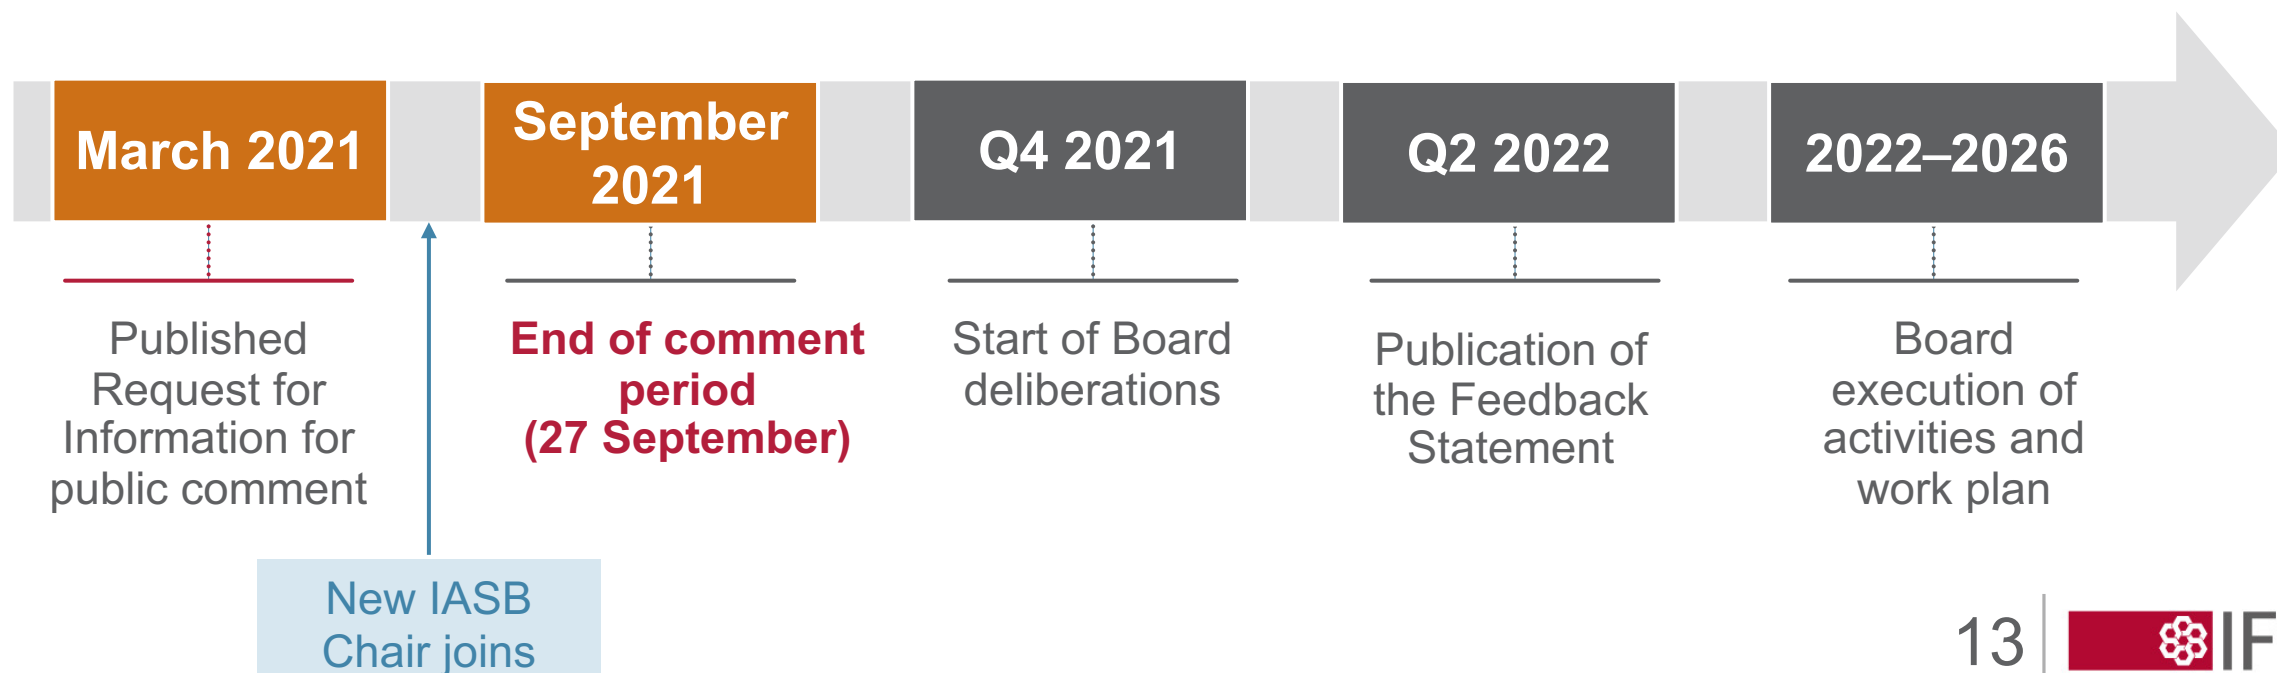 March 2021
September
2021
Q4 2021
Q2 2022
2022–2026
Published
Request for
Information for
public comment
End of comment
period
(27 September)
Start of Board
deliberations
Publication of
the Feedback
Statement
Board
execution of
activities and
work plan
New IASB
Chair joins
13
IF